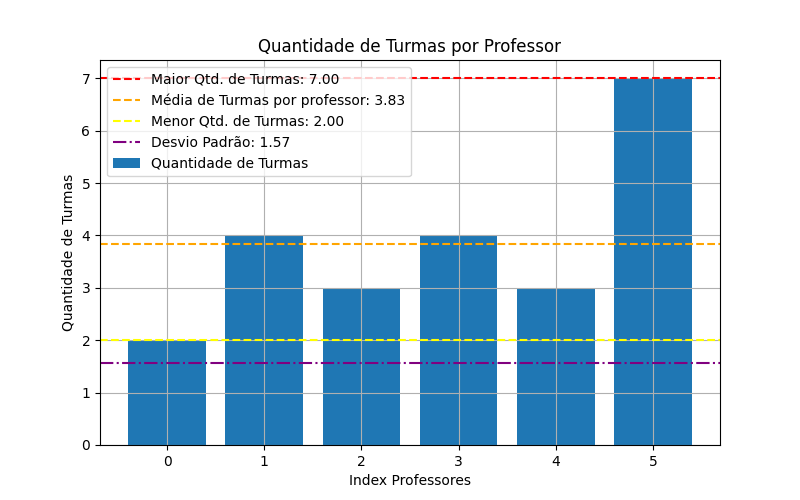 Quantidade de Turmas por Professor
Maior Qtd. de Turmas: 7.00
Média de Turmas por professor: 3.83
Menor Qtd. de Turmas: 2.00
Desvio Padrão: 1.57
Quantidade de Turmas
Quantidade de Turmas
7
6
5
4
3
2
1
0
0 1 2 3 4 5
Index Professores